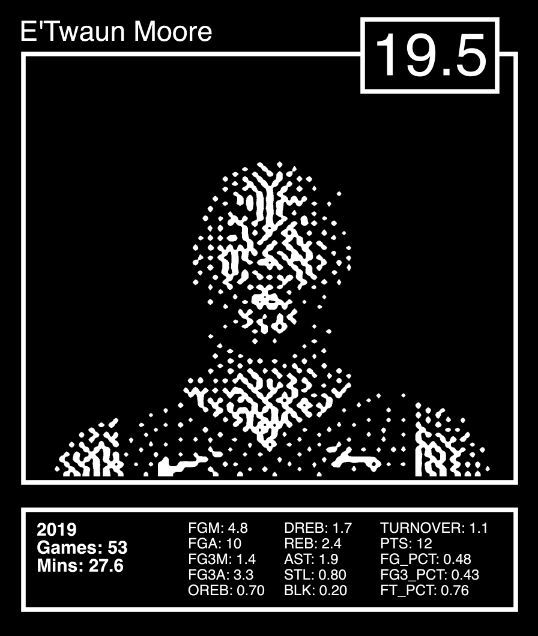 E'Twaun Moore
19.5
2019
Games: 53
Mins: 27.6
FGM: 4.8
FGA: 10
FG3M: 1.4
FG3A: 3.3
OREB: 0.70
DREB: 1.7
REB: 2.4
AST: 1.9
STL: 0.80
BLK: 0.20
TURNOVER: 1.1
PTS: 12
FG_PCT: 0.48
FG3_PCT: 0.43
FT_PCT: 0.76